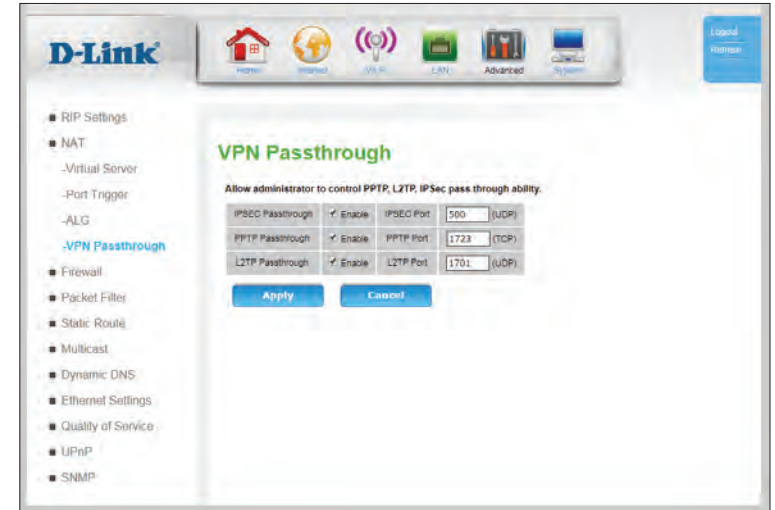 D-Link
Home
Internet
Wi-Fi
LAN
Advanced
System
Logout
RIP Settings
NAT
-Virtual Server
-Port Trigger
-ALG
-VPN Passthrough
Firewall
Packet Filter
Static Route
Multicast
Dynamic DNS
Ethernet Settings
Quality of Service
UPnP
SNMP
VPN Passthrough
Allow administrator to control PPTP, L2TP, IPSec pass through ability.
IPSEC Passthrough Enable IPSEC Port 500 (UDP)
PPTP Passthrough Enable PPTP Port 1723 (TCP)
L2TP Passthrough Enable L2TP Port 1701 (UDP)
Apply Cancel